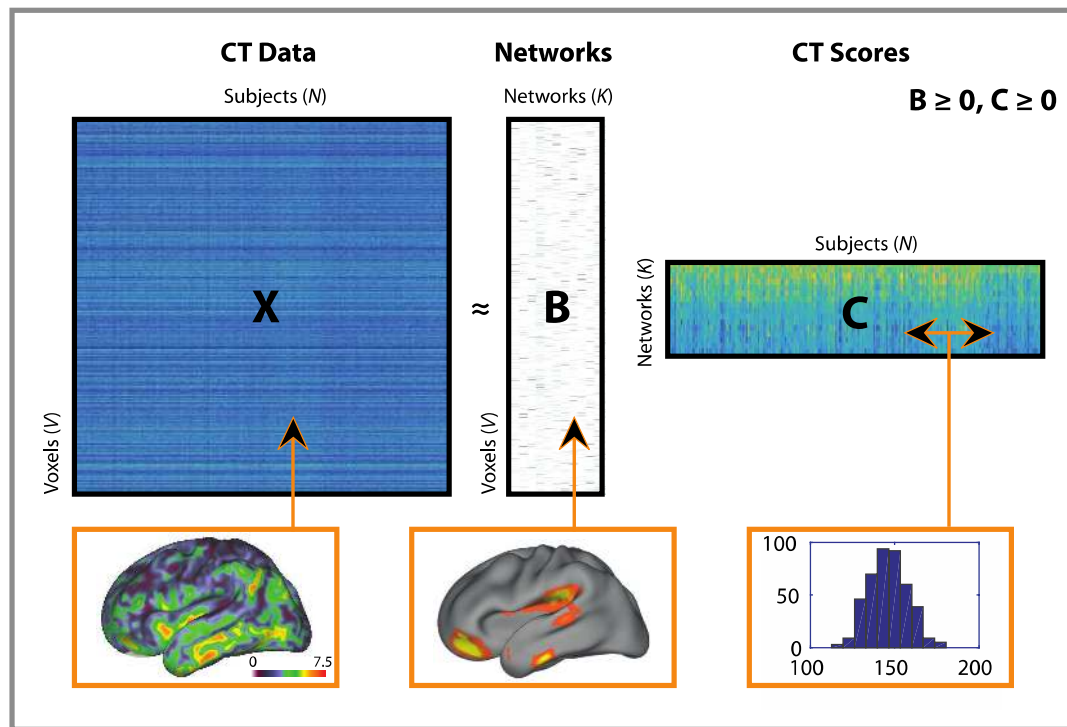 CT Data
Networks
CT Scores
Subjects (N)
Networks (K)
B ≥ 0, C ≥ 0
Voxels (V)
X
≈
Voxels (V)
B
Subjects (N)
Networks (K)
C
0 7.5
100
50
0
100 150 200